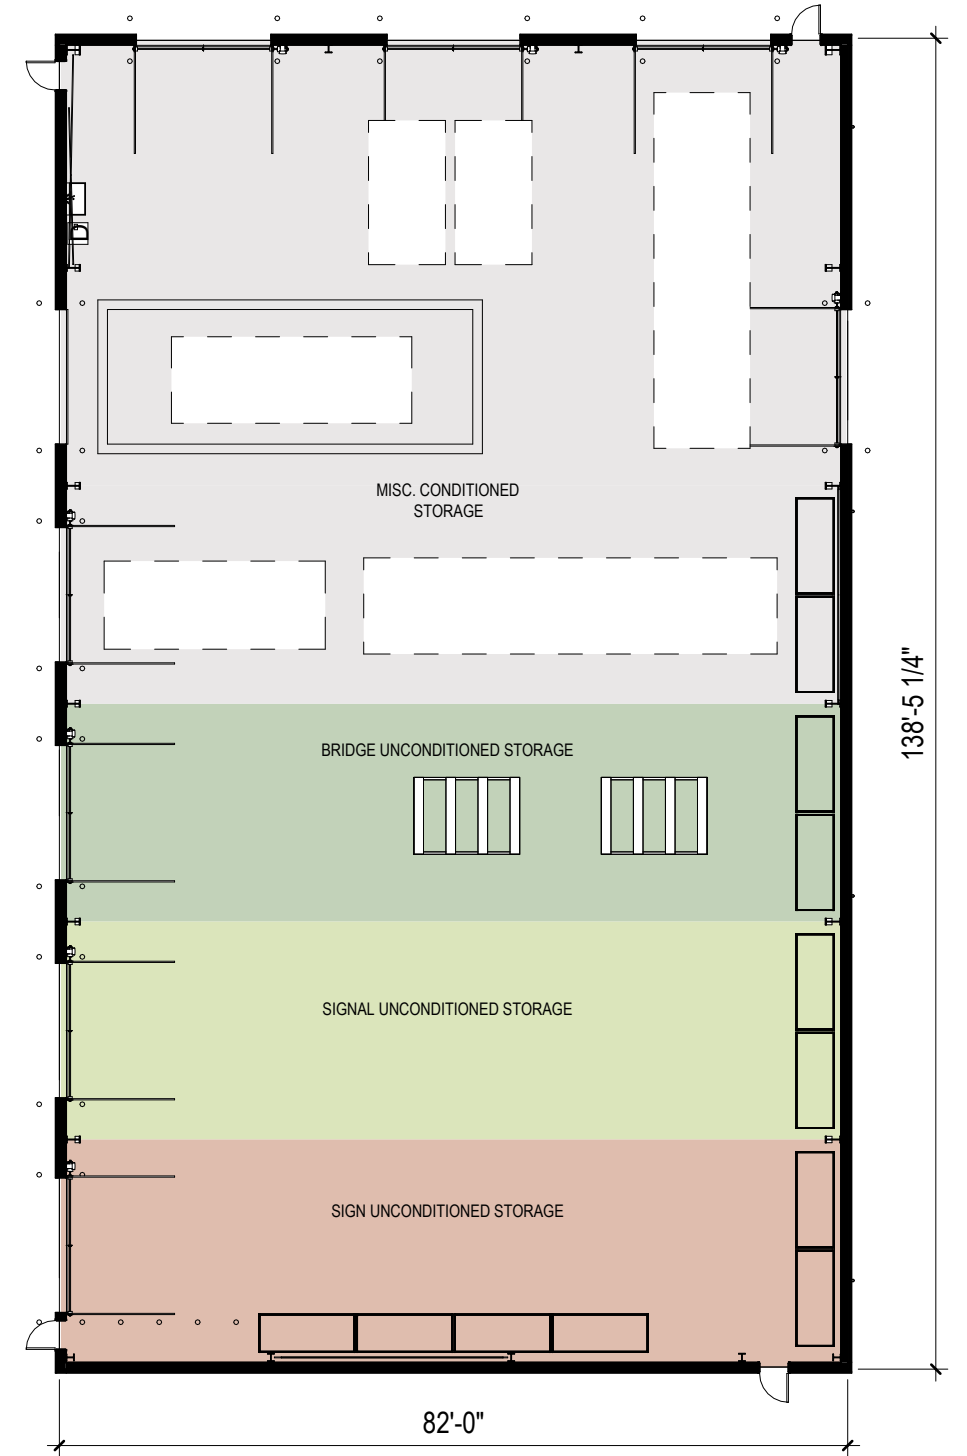 MISC. CONDITIONED
STORAGE
138'-5 1/4"
BRIDGE UNCONDITIONED STORAGE
SIGNAL UNCONDITIONED STORAGE
SIGN UNCONDITIONED STORAGE
82'-0"